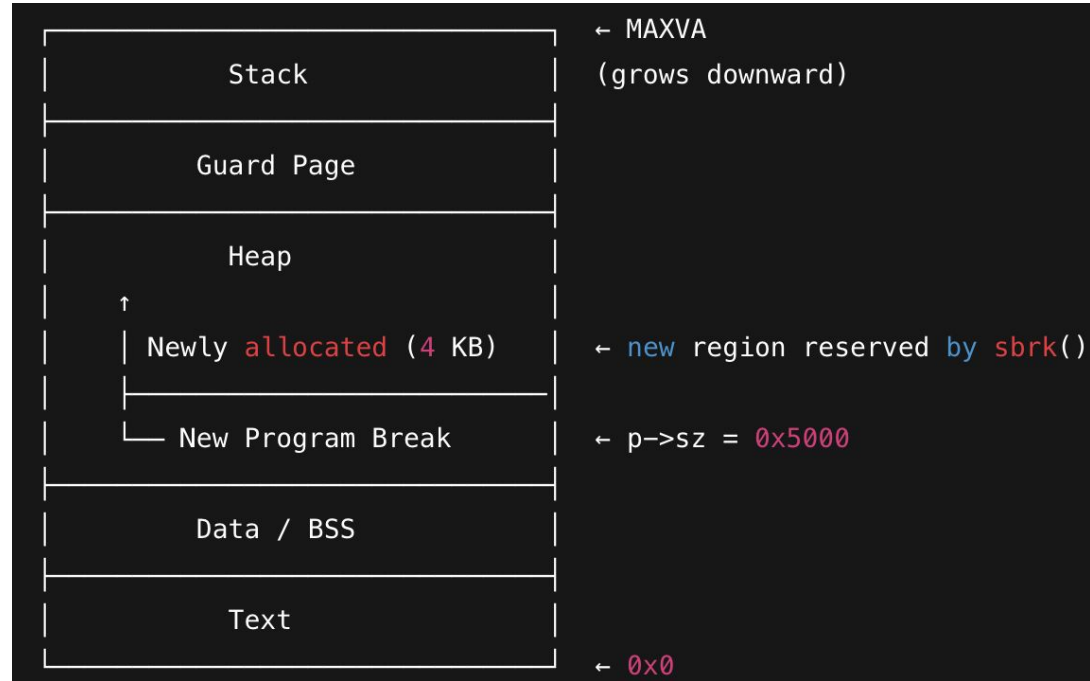 ← MAXVA
Stack (grows downward)
Guard Page
Heap
↑
Newly allocated (4 KB) ← new region reserved by sbrk()
New Program Break ← p->sz = 0x5000
Data / BSS
Text
← 0x0